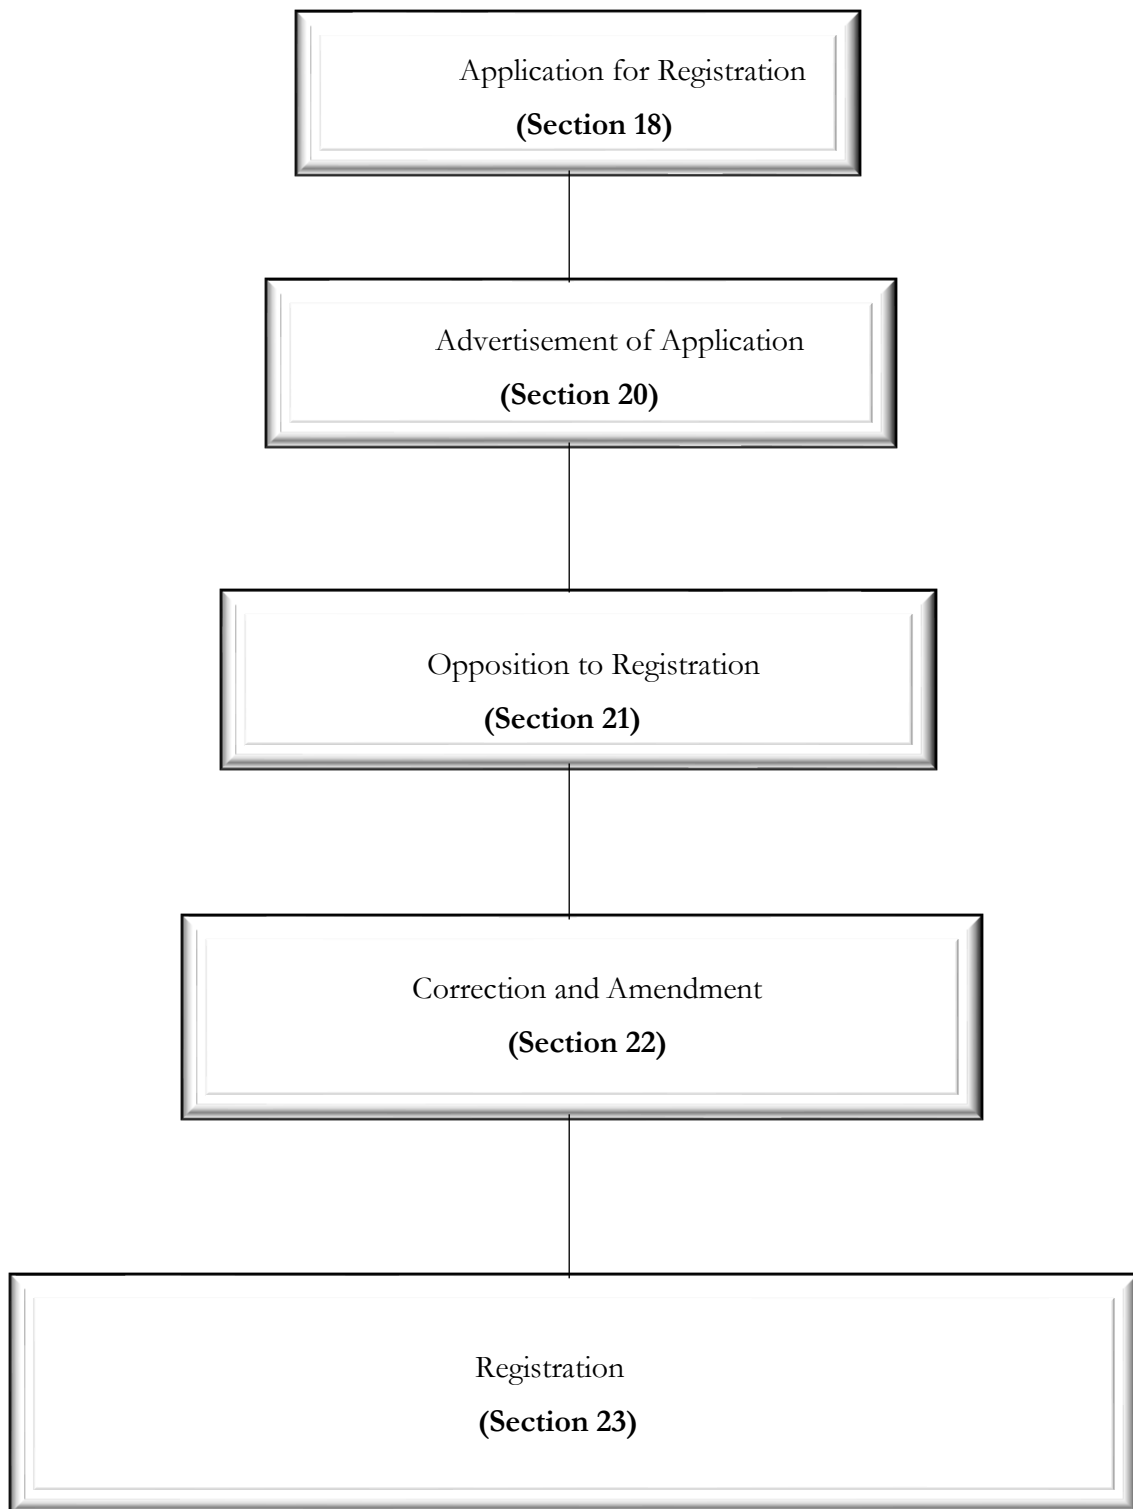 Application for Registration
(Section 18)
Advertisement of Application
(Section 20)
Opposition to Registration
(Section 21)
Correction and Amendment
(Section 22)
Registration
(Section 23)